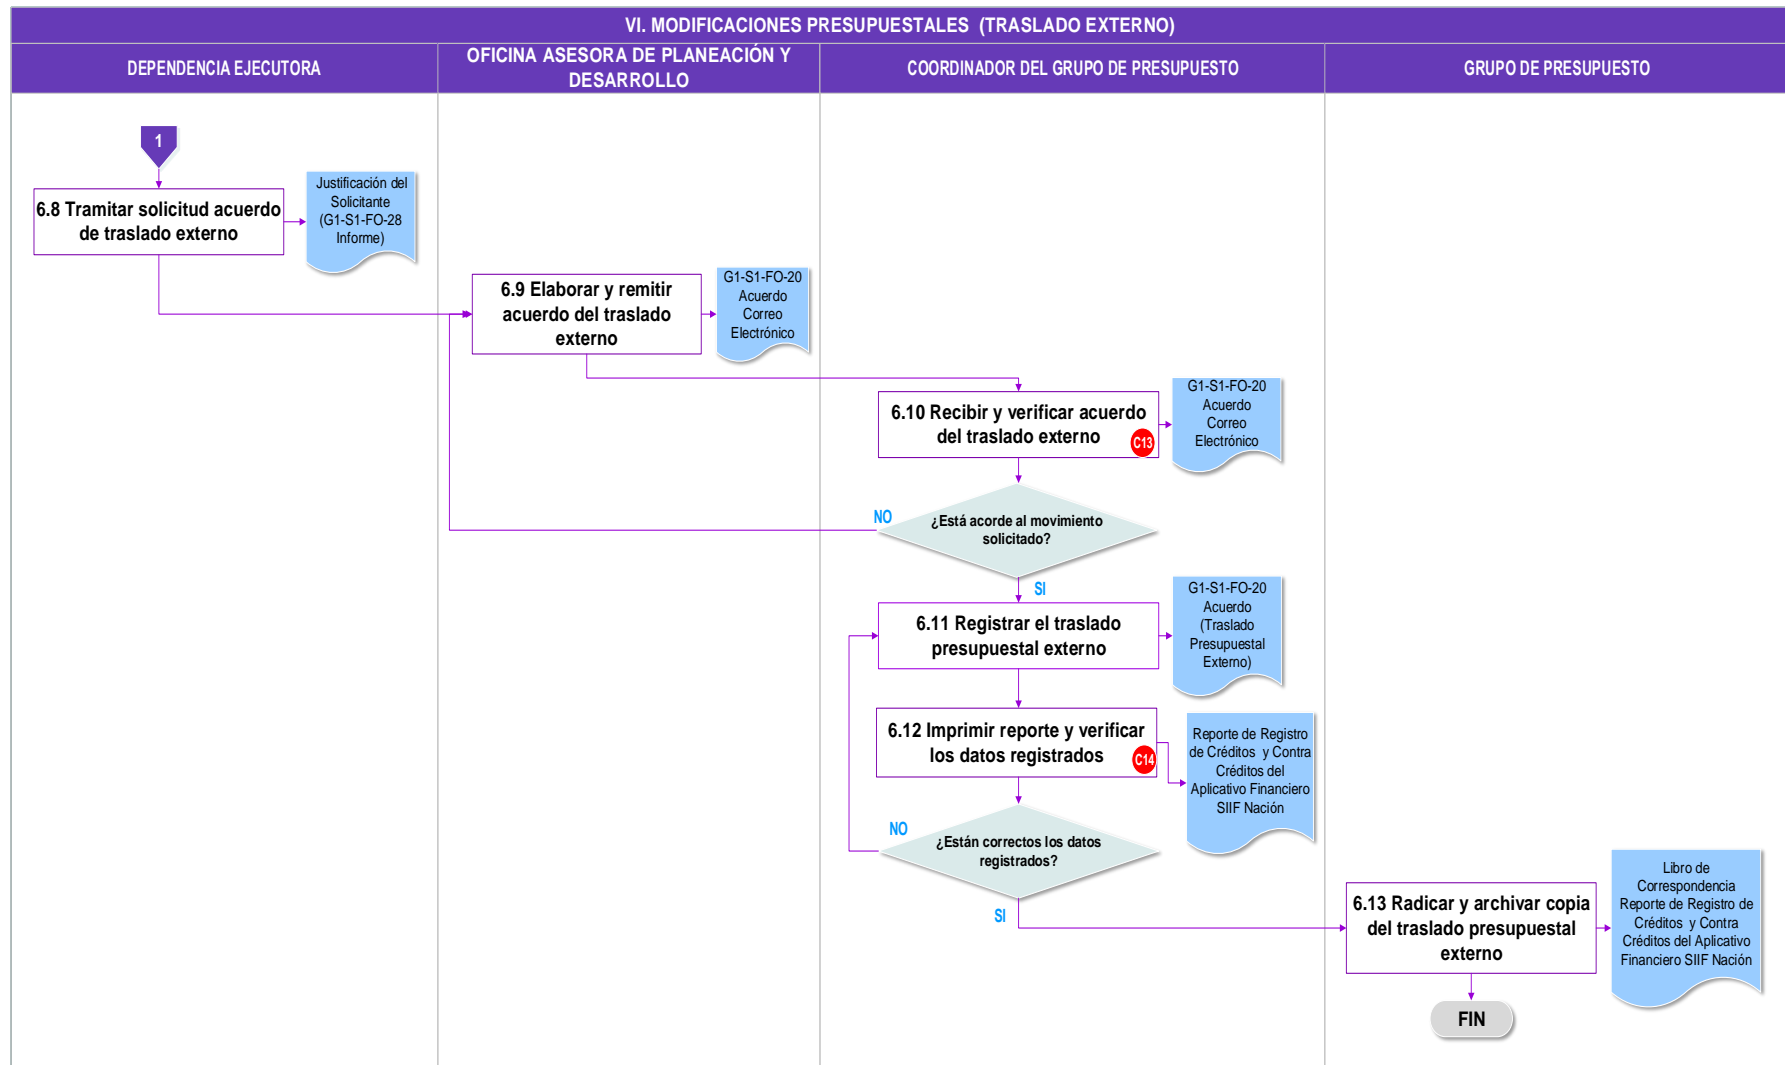 VI. MODIFICACIONES PRESUPUESTALES (TRASLADO EXTERNO)
DEPENDENCIA EJECUTORA
OFICINA ASESORA DE PLANEACIÓN Y
DESARROLLO
COORDINADOR DEL GRUPO DE PRESUPUESTO
GRUPO DE PRESUPUESTO
1
6.8 Tramitar solicitud acuerdo
de traslado externo
Justificación del
Solicitante
(G1-S1-FO-28
Informe)
6.9 Elaborar y remitir
acuerdo del traslado
externo
G1-S1-FO-20
Acuerdo
Correo
Electrónico
6.10 Recibir y verificar acuerdo
del traslado externo
C13
G1-S1-FO-20
Acuerdo
Correo
Electrónico
NO
¿Está acorde al movimiento
solicitado?
SI
6.11 Registrar el traslado
presupuestal externo
G1-S1-FO-20
Acuerdo
(Traslado
Presupuestal
Externo)
6.12 Imprimir reporte y verificar
los datos registrados
C14
Reporte de Registro
de Créditos y Contra
Créditos del
Aplicativo Financiero
SIIF Nación
NO
¿Están correctos los datos
registrados?
SI
6.13 Radicar y archivar copia
del traslado presupuestal
externo
Libro de
Correspondencia
Reporte de Registro de
Créditos y Contra
Créditos del Aplicativo
Financiero SIIF Nación
FIN